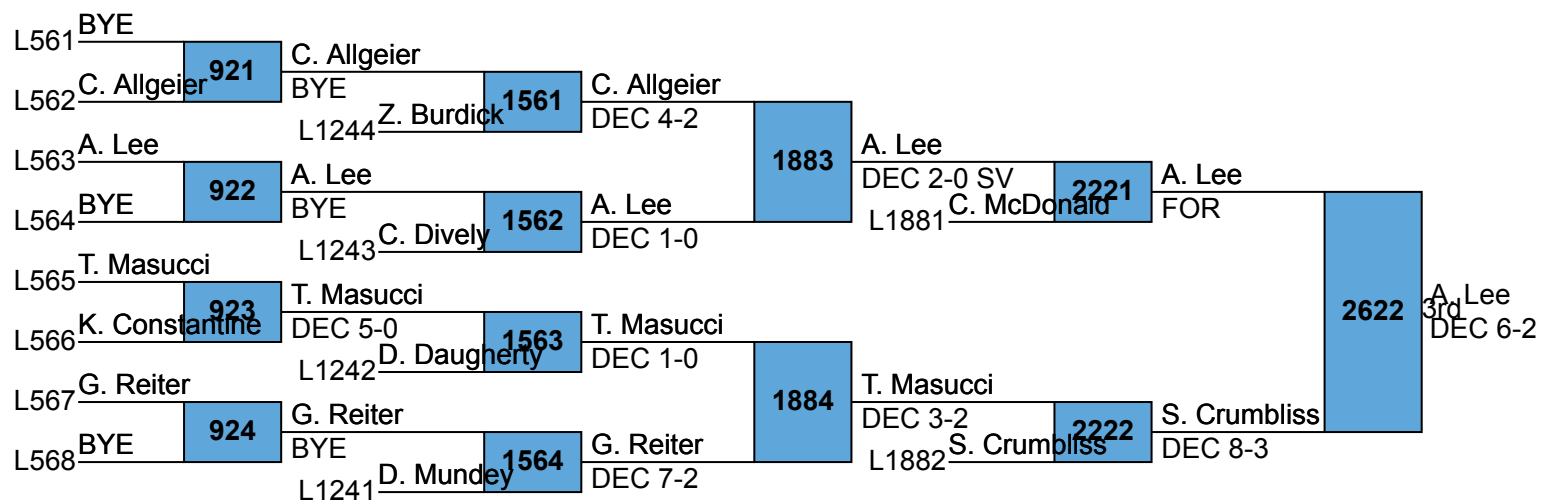 L561 BYE
921
L562 C. Allgeier
C. Allgeier
BYE
L1244 Z. Burdick
1561
C. Allgeier
DEC 4-2
L563 A. Lee
922
L564 BYE
A. Lee
BYE
L1243 C. Dively
1562
A. Lee
DEC 1-0
1883
A. Lee
DEC 2-0 SV
L1881 C. McDonald
2221
A. Lee
FOR
L565 T. Masucci
923
L566 K. Constantine
T. Masucci
DEC 5-0
L1242 D. Daugherty
1563
T. Masucci
DEC 1-0
L567 G. Reiter
924
L568 BYE
G. Reiter
BYE
L1241 D. Mundey
1564
G. Reiter
DEC 7-2
1884
T. Masucci
DEC 3-2
L1882 S. Crumbliss
2222
S. Crumbliss
DEC 8-3
2622
A. Lee
3rd
DEC 6-2